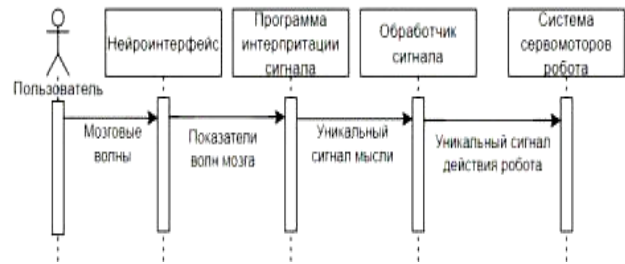 Пользователь
Нейроинтерфейс
Программа
интерпритации
сигнала
Обработчик
сигнала
Система
сервомоторов
робота
Мозговые
волны
Показатели
волн мозга
Уникальный
сигнал мысли
Уникальный сигнал
действия робота